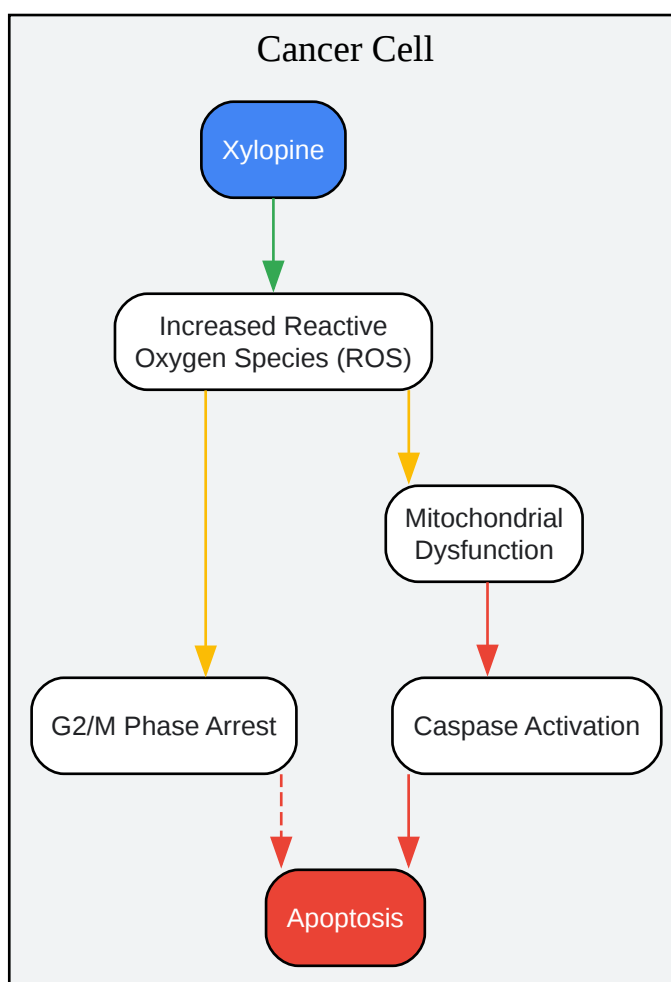 Cancer Cell
Xylopine
Increased Reactive
Oxygen Species (ROS)
Mitochondrial
Dysfunction
G2/M Phase Arrest
Caspase Activation
Apoptosis